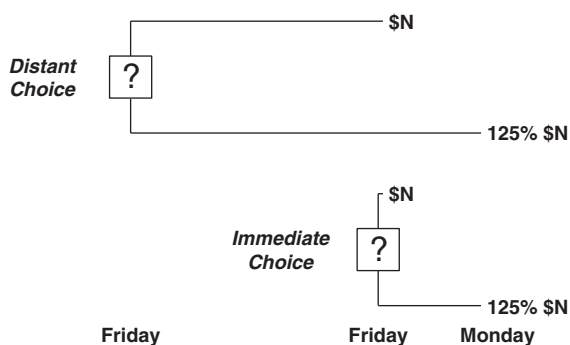 $N
Distant
Choice
?
125% $N
$N
Immediate
Choice
?
125% $N
Friday Friday Monday